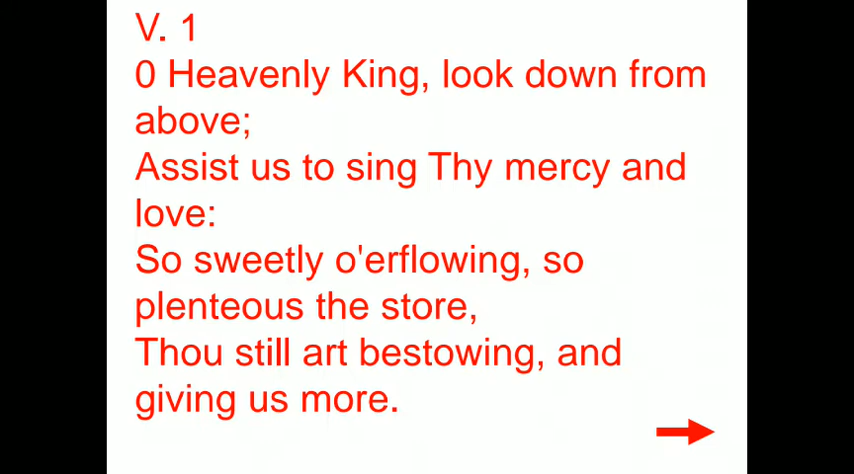 V. 1
0 Heavenly King, look down from
above;
Assist us to sing Thy mercy and
love:
So sweetly o'erflowing, so
plenteous the store,
Thou still art bestowing, and
giving us more.